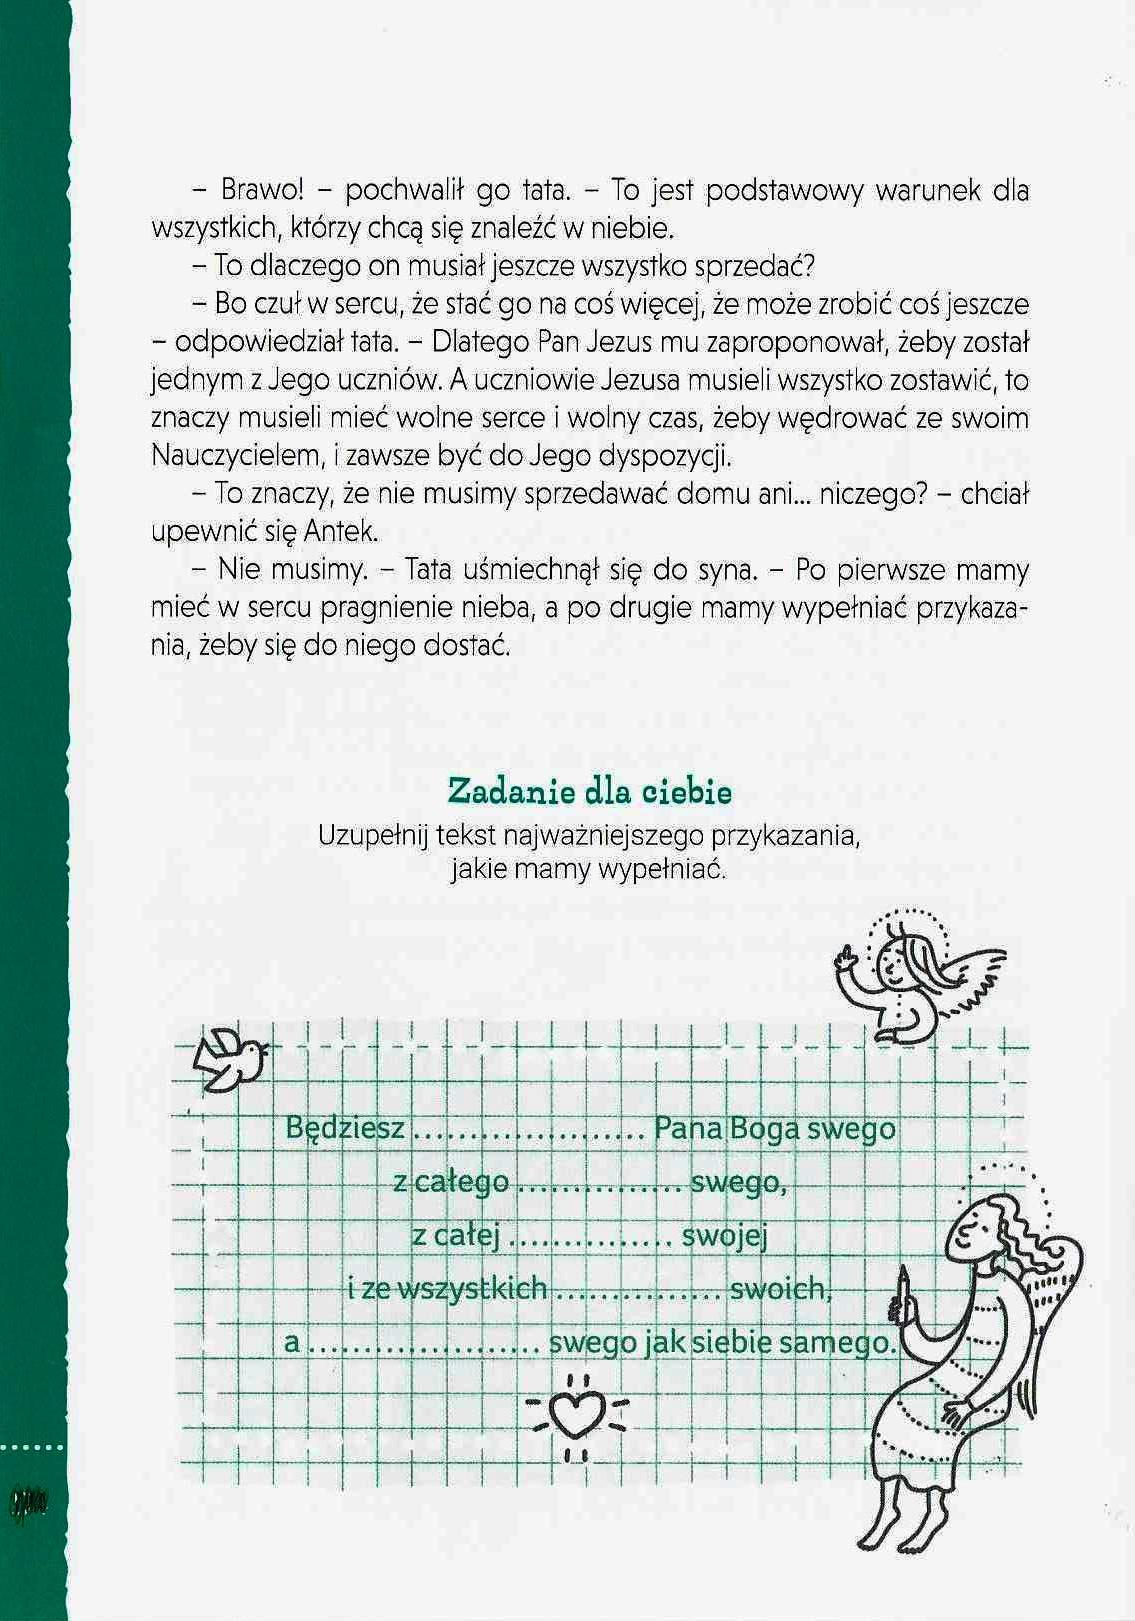 – Brawo! – pochwalił go tata. – To jest podstawowy warunek dla
wszystkich, którzy chcą się znaleźć w niebie.
– To dlaczego on musiał jeszcze wszystko sprzedać?
– Bo czuł w sercu, że stać go na coś więcej, że może zrobić coś jeszcze
– odpowiedział tata. – Dlatego Pan Jezus mu zaproponował, żeby został
jednym z Jego uczniów. A uczniowie Jezusa musieli wszystko zostawić, to
znaczy musieli mieć wolne serce i wolny czas, żeby wędrować ze swoim
Nauczycielem, i zawsze być do Jego dyspozycji.
– To znaczy, że nie musimy sprzedawać domu ani... niczego? – chciał
upewnić się Antek.
– Nie musimy. – Tata uśmiechnął się do syna. – Po pierwsze mamy
mieć w sercu pragnienie nieba, a po drugie mamy wypełniać przykaza-
nia, żeby się do niego dostać.
Zadanie dla ciebie
Uzupełnij tekst najważniejszego przykazania,
jakie mamy wypełniać.
Będziesz ...................... Pana Boga swego
z całego ................ swego,
z całej ................ swojej
i ze wszystkich ................ swoich,
a ...................... swego jak siebie samego.